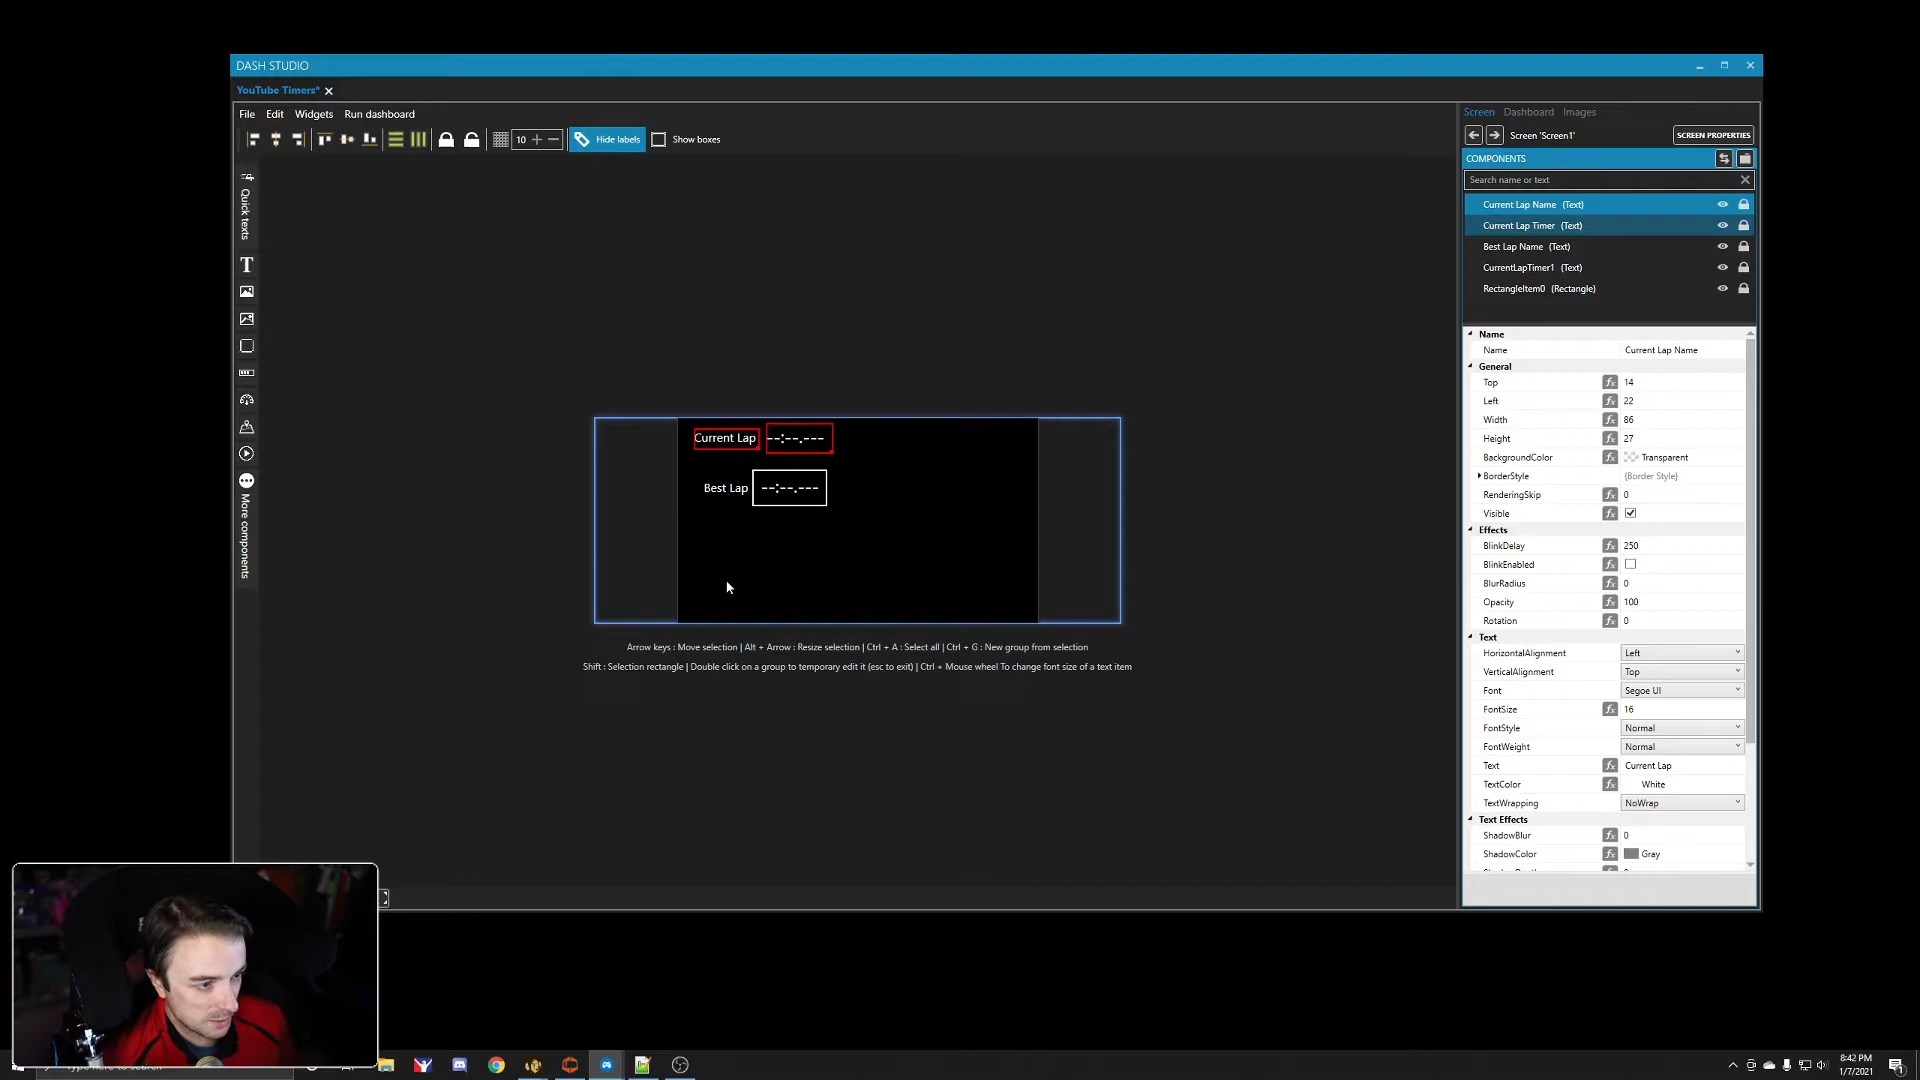 DASH STUDIO
YouTube Timers*
File Edit Widgets Run dashboard
10 Hide labels Show boxes
Quick texts
More components
Current Lap --:--.---
Best Lap --:--.---
Arrow keys : Move selection | Alt + Arrow : Resize selection | Ctrl + A : Select all | Ctrl + G : New group from selection
Shift : Selection rectangle | Double click on a group to temporary edit it (esc to exit) | Ctrl + Mouse wheel To change font size of a text item
Screen Dashboard Images
Screen 'Screen1' SCREEN PROPERTIES
COMPONENTS
Search name or text
Current Lap Name (Text)
Current Lap Timer (Text)
Best Lap Name (Text)
CurrentLapTimer1 (Text)
RectangleItem0 (Rectangle)
Name
Name Current Lap Name
General
Top 14
Left 22
Width 86
Height 27
BackgroundColor Transparent
BorderStyle {Border Style}
RenderingSkip 0
Visible
Effects
BlinkDelay 250
BlinkEnabled
BlurRadius 0
Opacity 100
Rotation 0
Text
HorizontalAlignment Left
VerticalAlignment Top
Font Segoe UI
FontSize 16
FontStyle Normal
FontWeight Normal
Text Current Lap
TextColor White
TextWrapping NoWrap
Text Effects
ShadowBlur 0
ShadowColor Gray
8:42 PM
1/7/2021